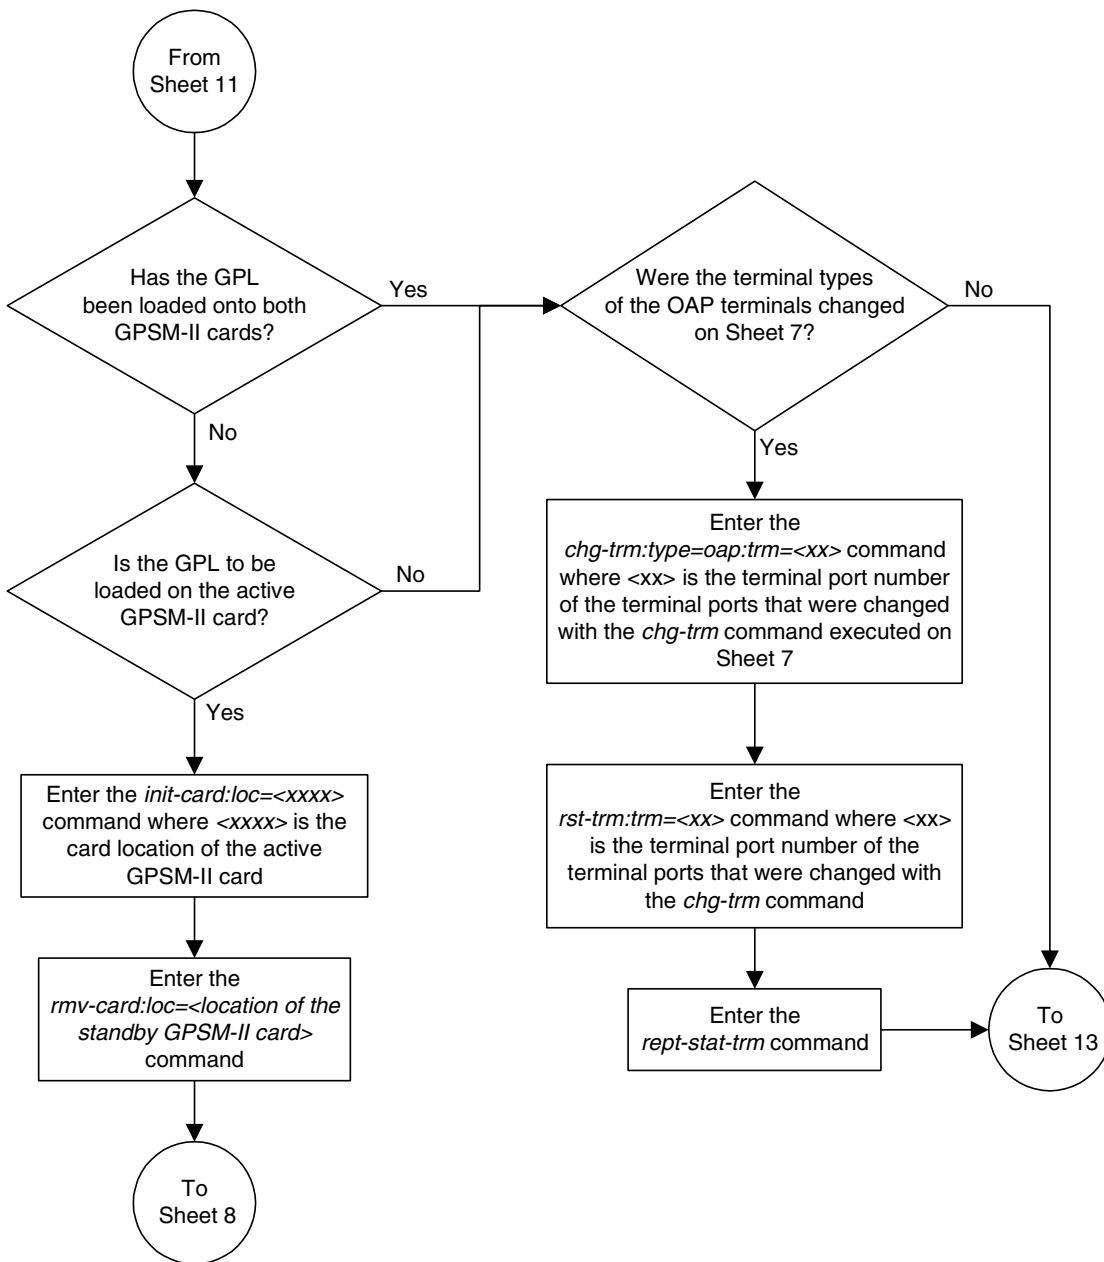 From
Sheet 11
Has the GPL
been loaded onto both
GPSM-II cards?
Yes
No
Is the GPL to be
loaded on the active
GPSM-II card?
No
Yes
Enter the init-card:loc=<xxxx>
command where <xxxx> is the
card location of the active
GPSM-II card
Enter the
rmv-card:loc=<location of the
standby GPSM-II card>
command
To
Sheet 8
Were the terminal types
of the OAP terminals changed
on Sheet 7?
No
Yes
Enter the
chg-trm:type=oap:trm=<xx> command
where <xx> is the terminal port number
of the terminal ports that were changed
with the chg-trm command executed on
Sheet 7
Enter the
rst-trm:trm=<xx> command where <xx>
is the terminal port number of the
terminal ports that were changed with
the chg-trm command
Enter the
rept-stat-trm command
To
Sheet 13